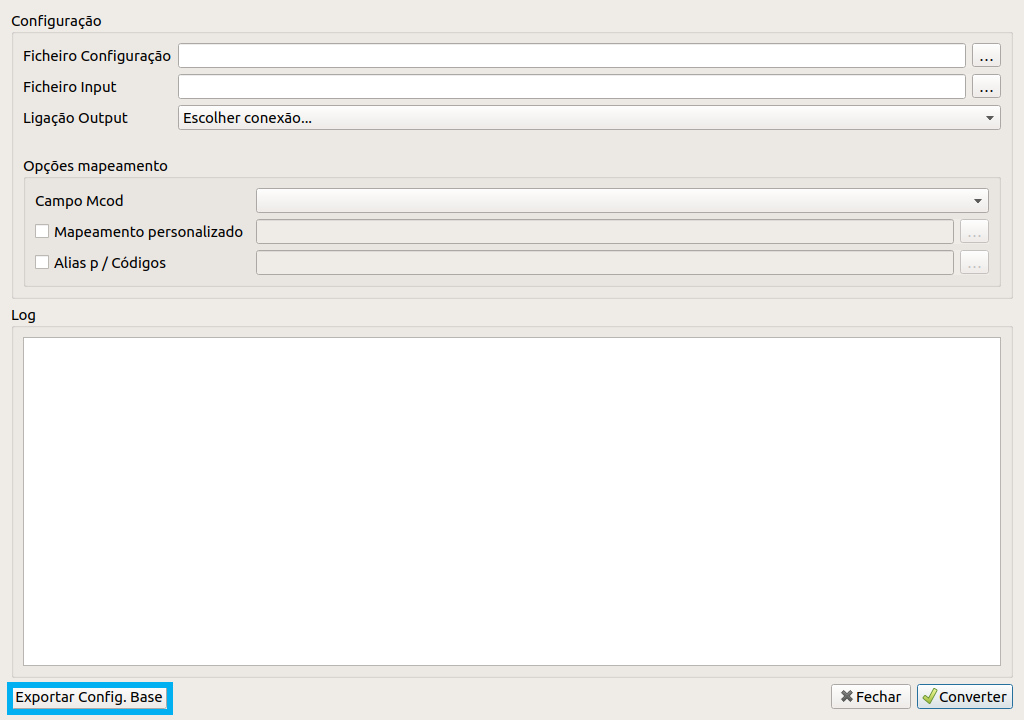 Configuração
Ficheiro Configuração ...
Ficheiro Input ...
Ligação Output Escolher conexão...
Opções mapeamento
Campo Mcod
Mapeamento personalizado ...
Alias p / Códigos ...
Log
Exportar Config. Base Fechar Converter